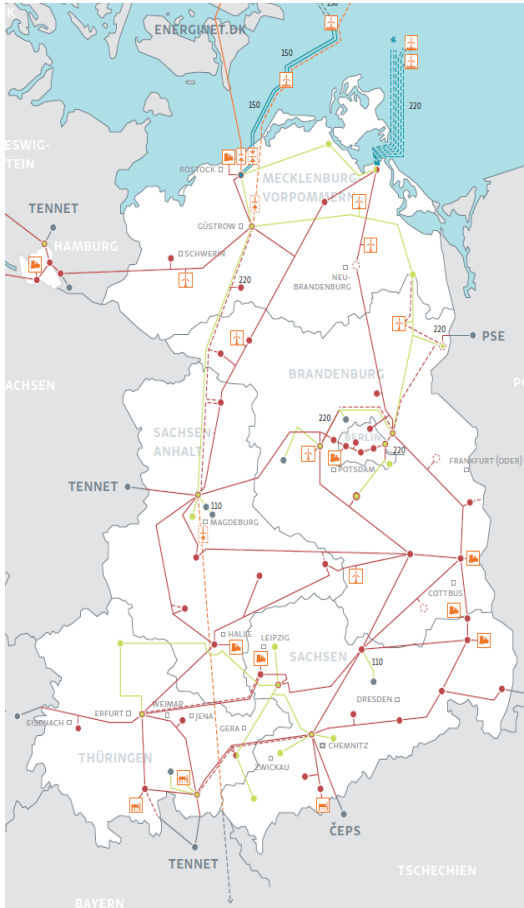 K
ENERGINET.DK
150
150
150
220
ESWIG-
TEIN
ROSTOCK
MECKLENBURG-
VORPOMMERN
TENNET
HAMBURG
GÜSTROW
SCHWERIN
220
NEU-
BRANDENBURG
220
PSE
ACHSEN
BRANDENBURG
SACHSEN-
ANHALT
220
BERLIN
220
POTSDAM
FRANKFURT (ODER)
TENNET
110
MAGDEBURG
COTTBUS
HALLE
LEIPZIG
SACHSEN
110
DRESDEN
WEIMAR
ERFURT
JENA
EISENACH
GERA
CHEMNITZ
THÜRINGEN
ZWICKAU
ČEPS
TENNET
TSCHECHIEN
BAYERN